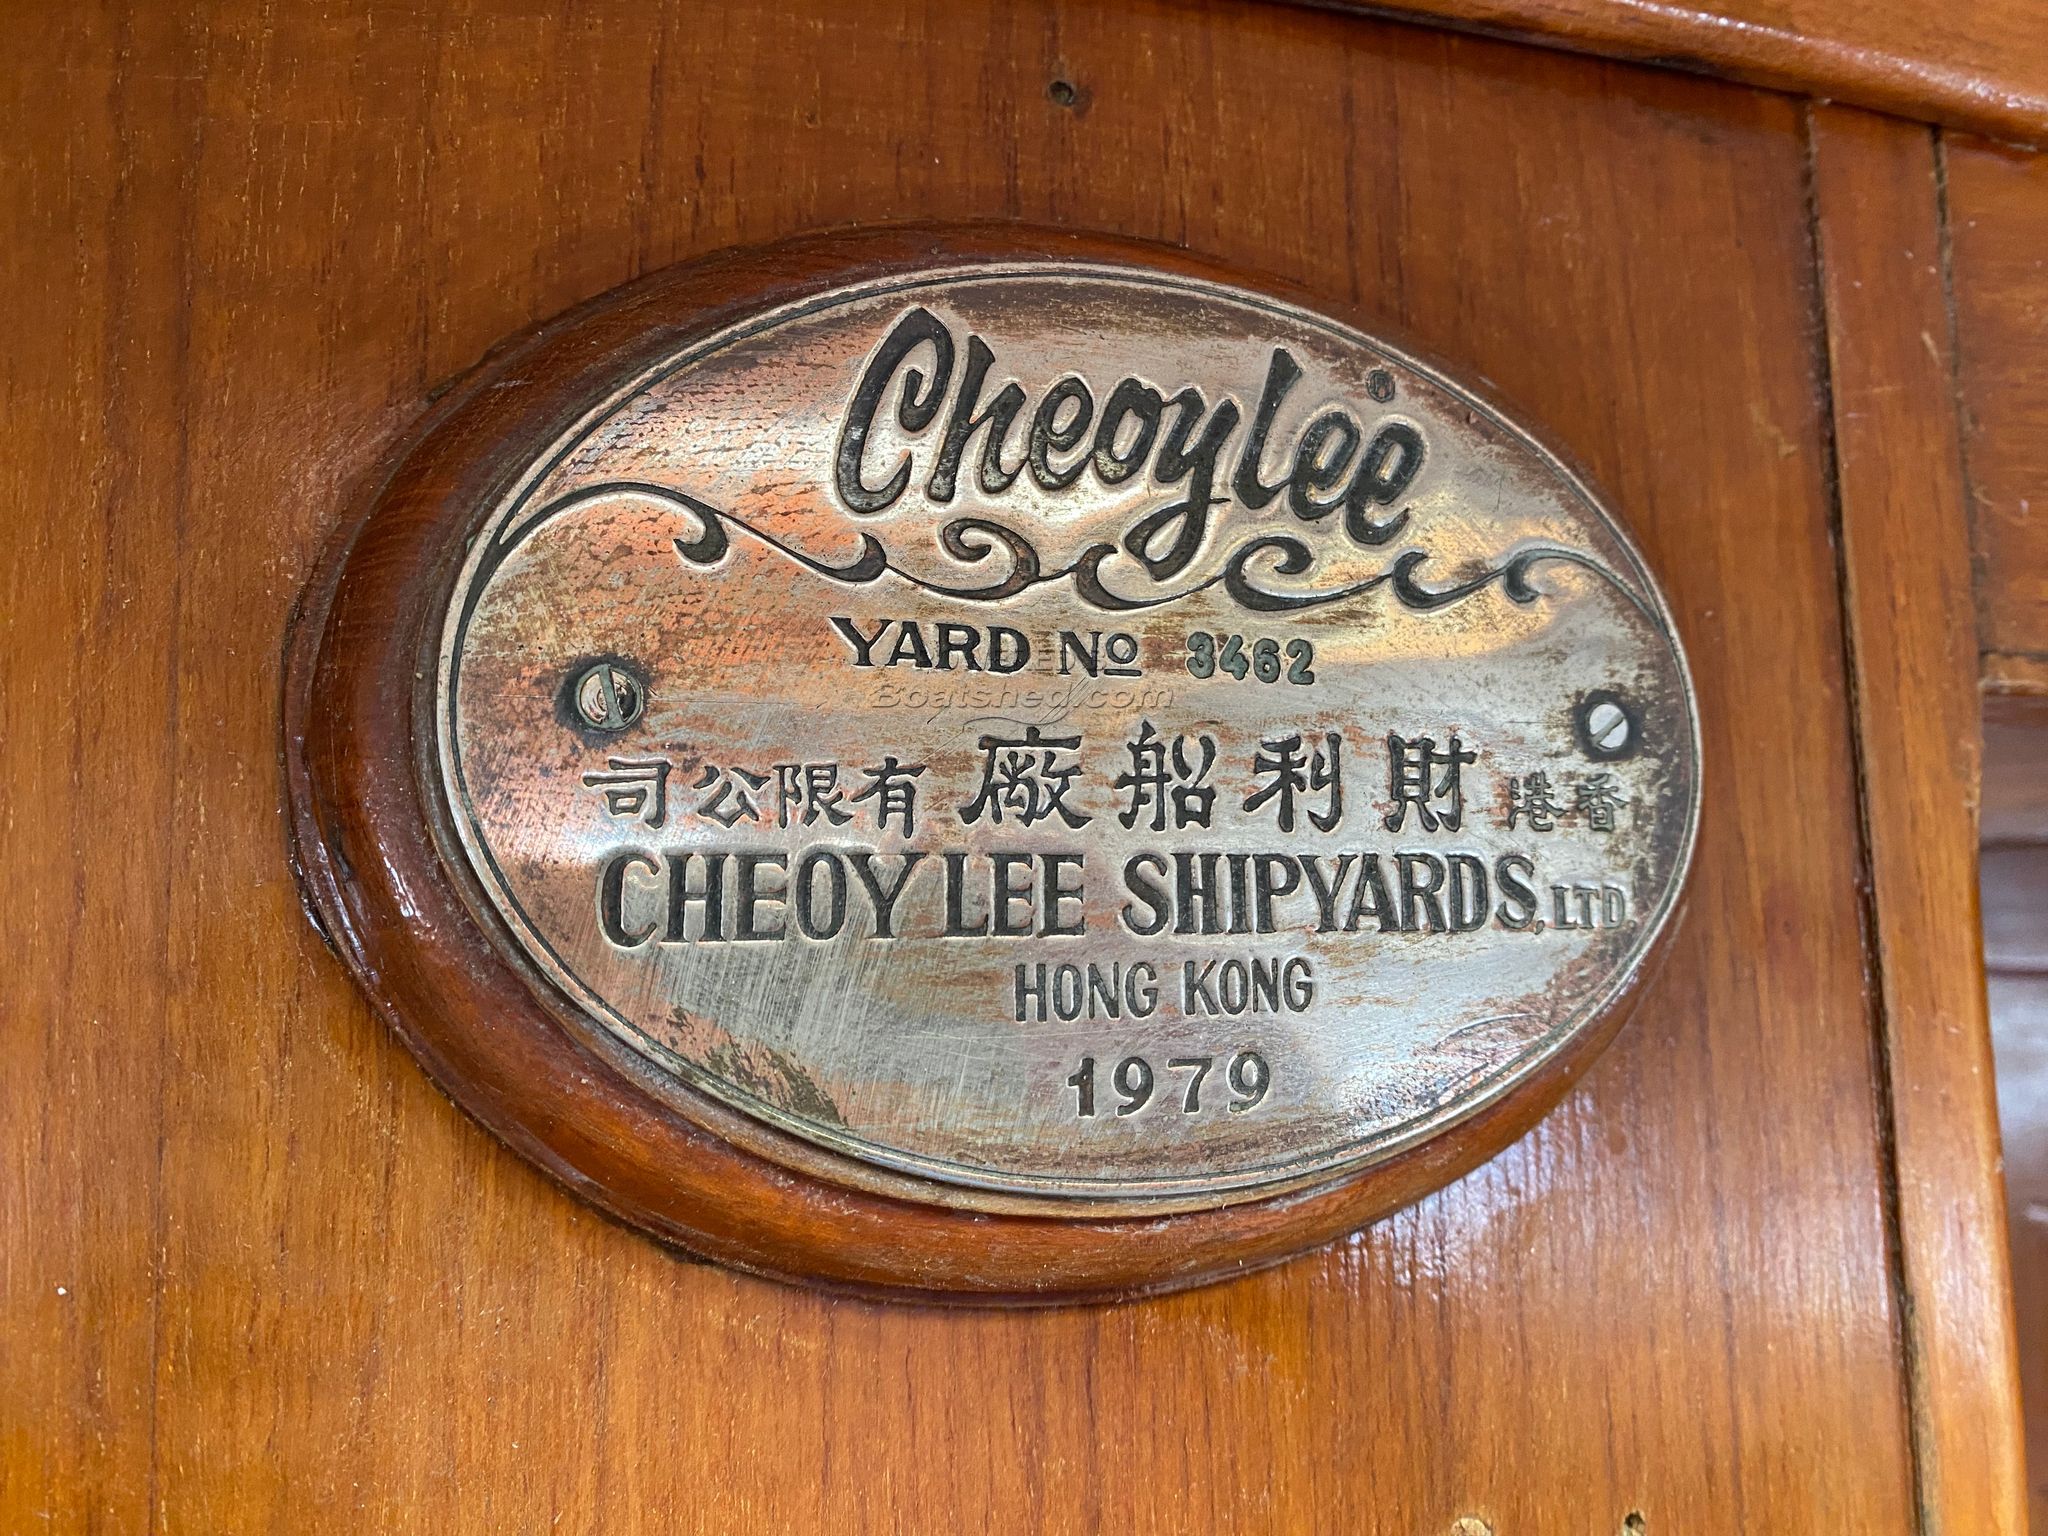 Cheoylee®
YARD No 3462
Boatshed.com
香港財利船廠有限公司
CHEOY LEE SHIPYARDS, LTD.
HONG KONG
1979